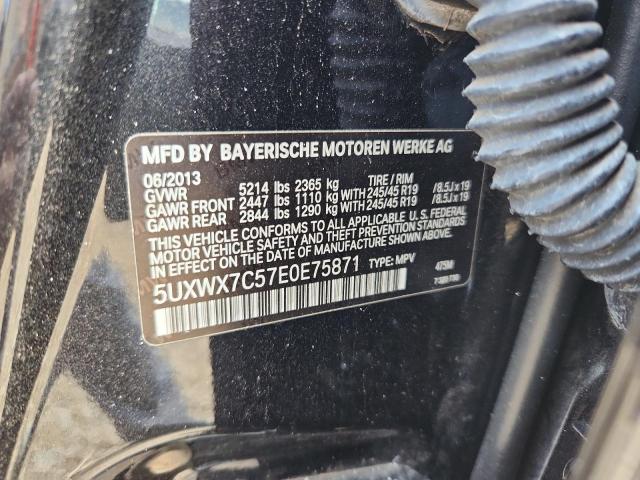 MFD BY BAYERISCHE MOTOREN WERKE AG
06/2013 TIRE / RIM
GVWR 5214 lbs 2365 kg
GAWR FRONT 2447 lbs 1110 kg WITH 245/45 R19 /8.5J x 19
GAWR REAR 2844 lbs 1290 kg WITH 245/45 R19 /8.5J x 19
THIS VEHICLE CONFORMS TO ALL APPLICABLE U.S. FEDERAL
MOTOR VEHICLE SAFETY AND THEFT PREVENTION STANDARDS
IN EFFECT ON THE DATE OF MANUFACTURE SHOWN ABOVE.
5UXWX7C57E0E75871 TYPE: MPV 475M